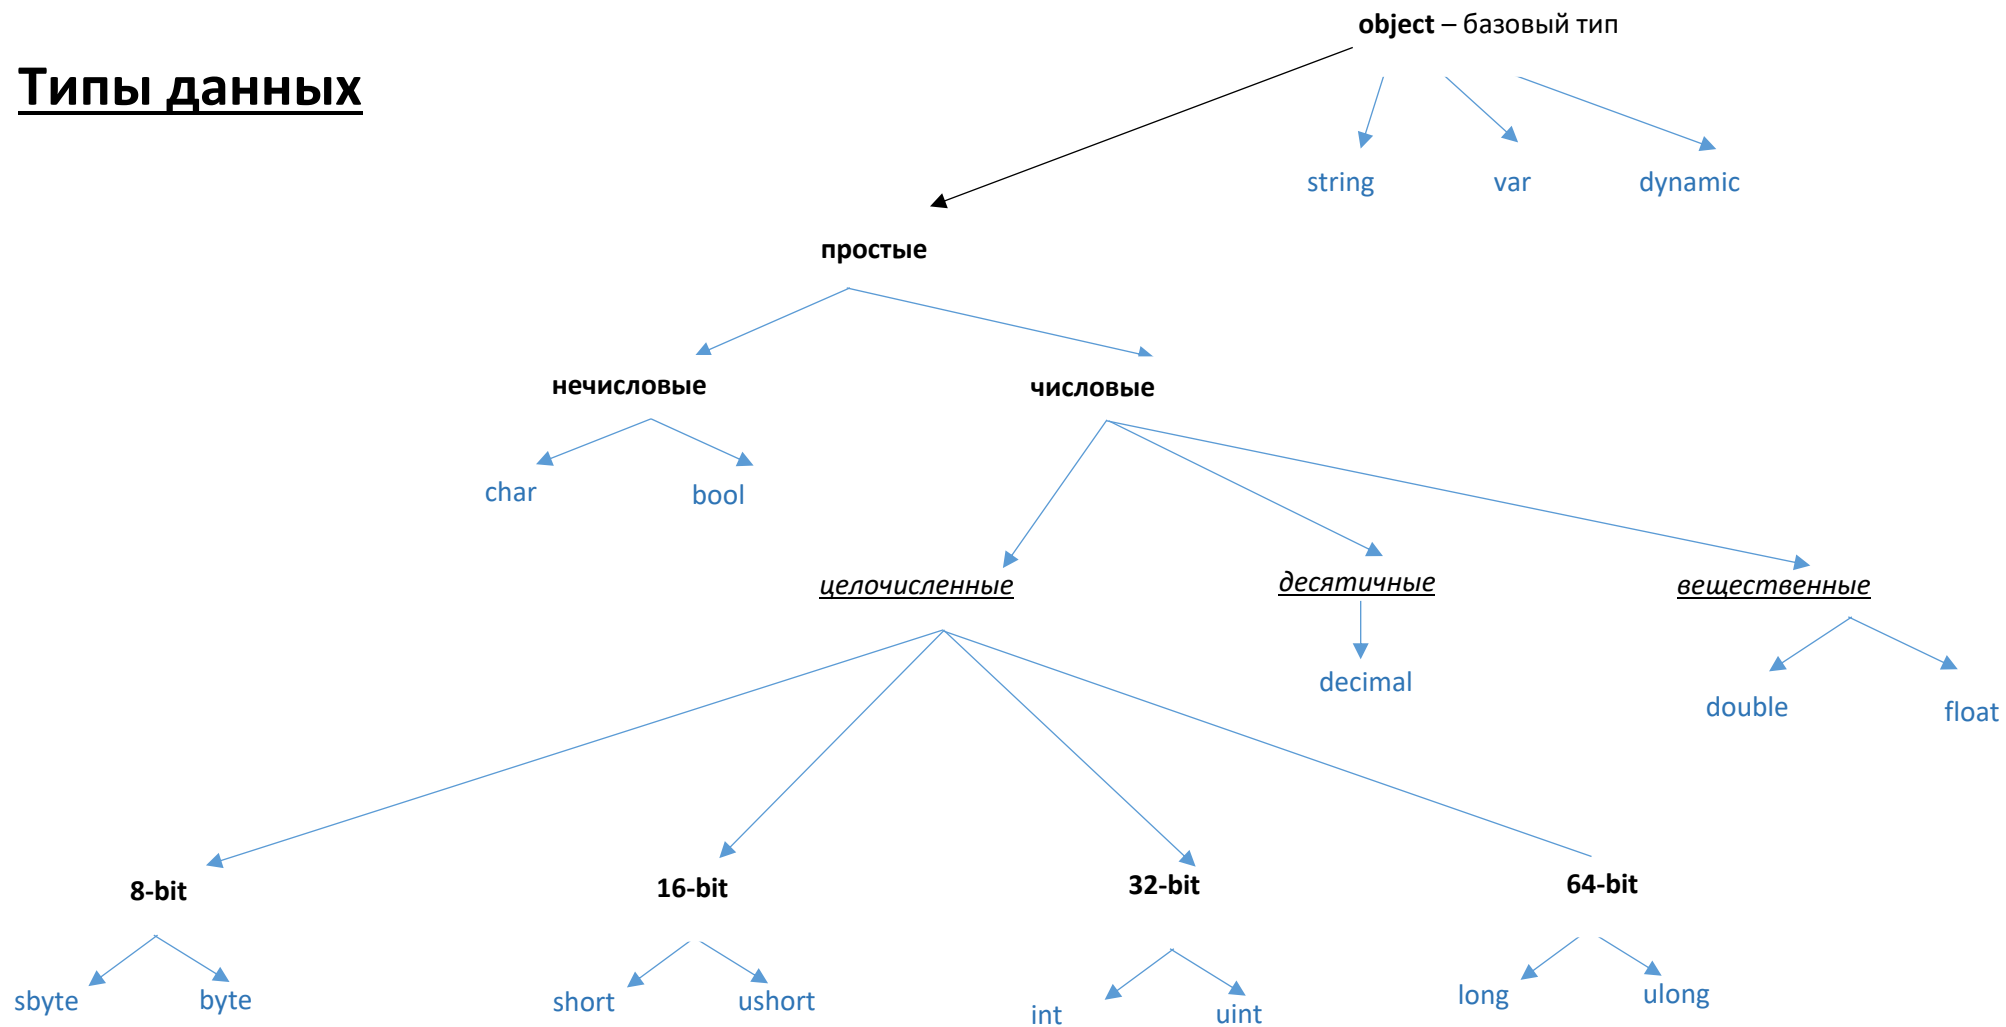 object – базовый тип
Типы данных
string var dynamic
простые
нечисловые числовые
char bool
целочисленные десятичные вещественные
decimal
double float
8-bit 16-bit 32-bit 64-bit
sbyte byte short ushort int uint long ulong